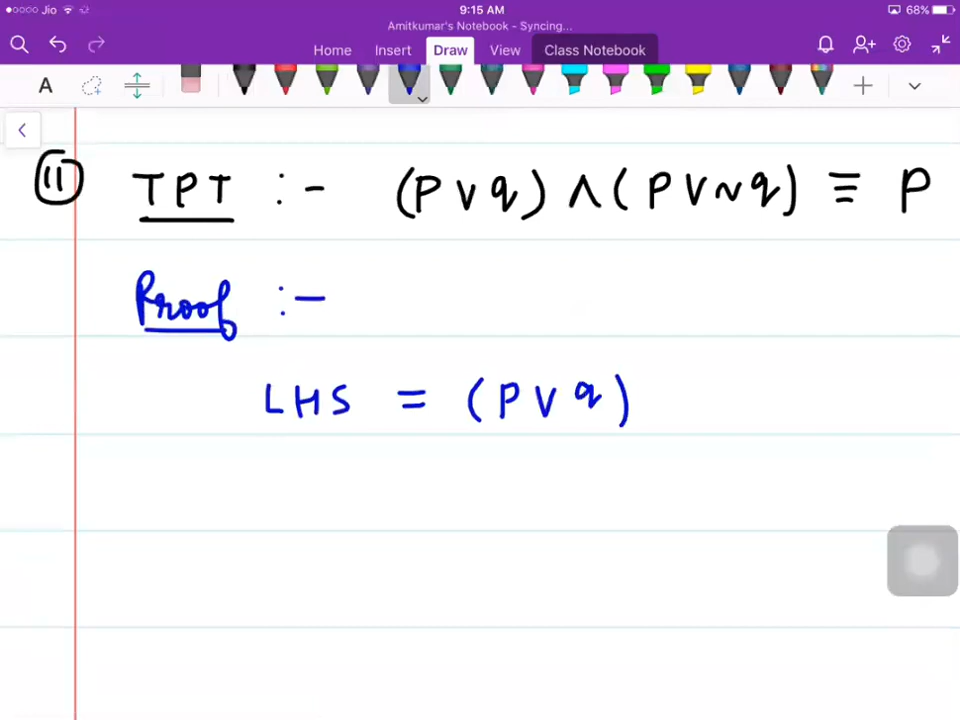 Jio 9:15 AM 68%
Amitkumar's Notebook - Syncing...
Home Insert Draw View Class Notebook
A
(11) TPT :- (P ∨ q) ∧ (P ∨ ~q) ≡ P
Proof :-
LHS = (P ∨ q)